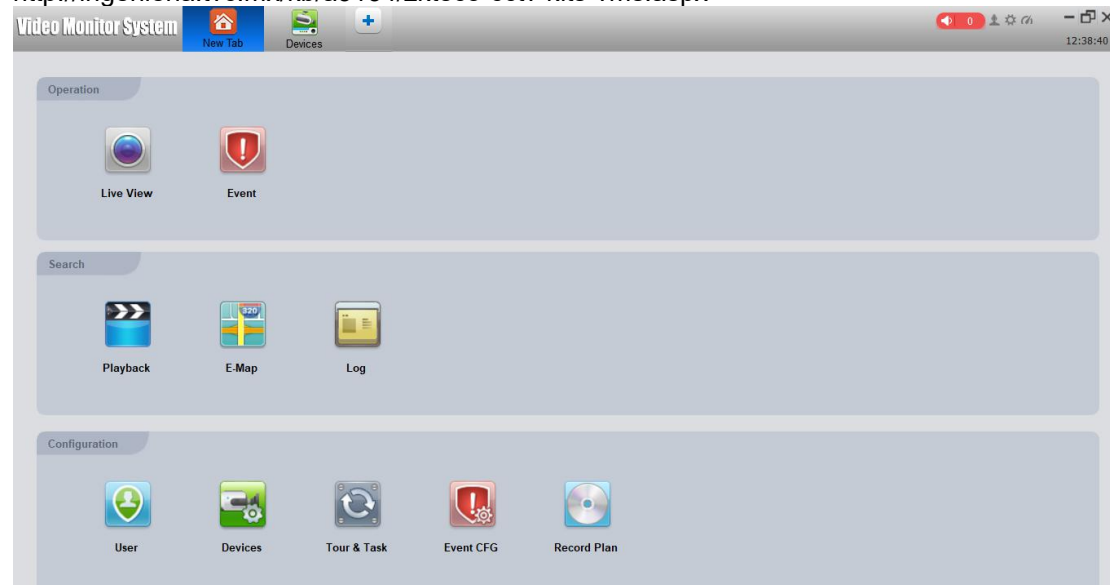 Video Monitor System
New Tab
Devices
0
12:38:40
Operation
Live View
Event
Search
320
Playback
E-Map
Log
Configuration
User
Devices
Tour & Task
Event CFG
Record Plan